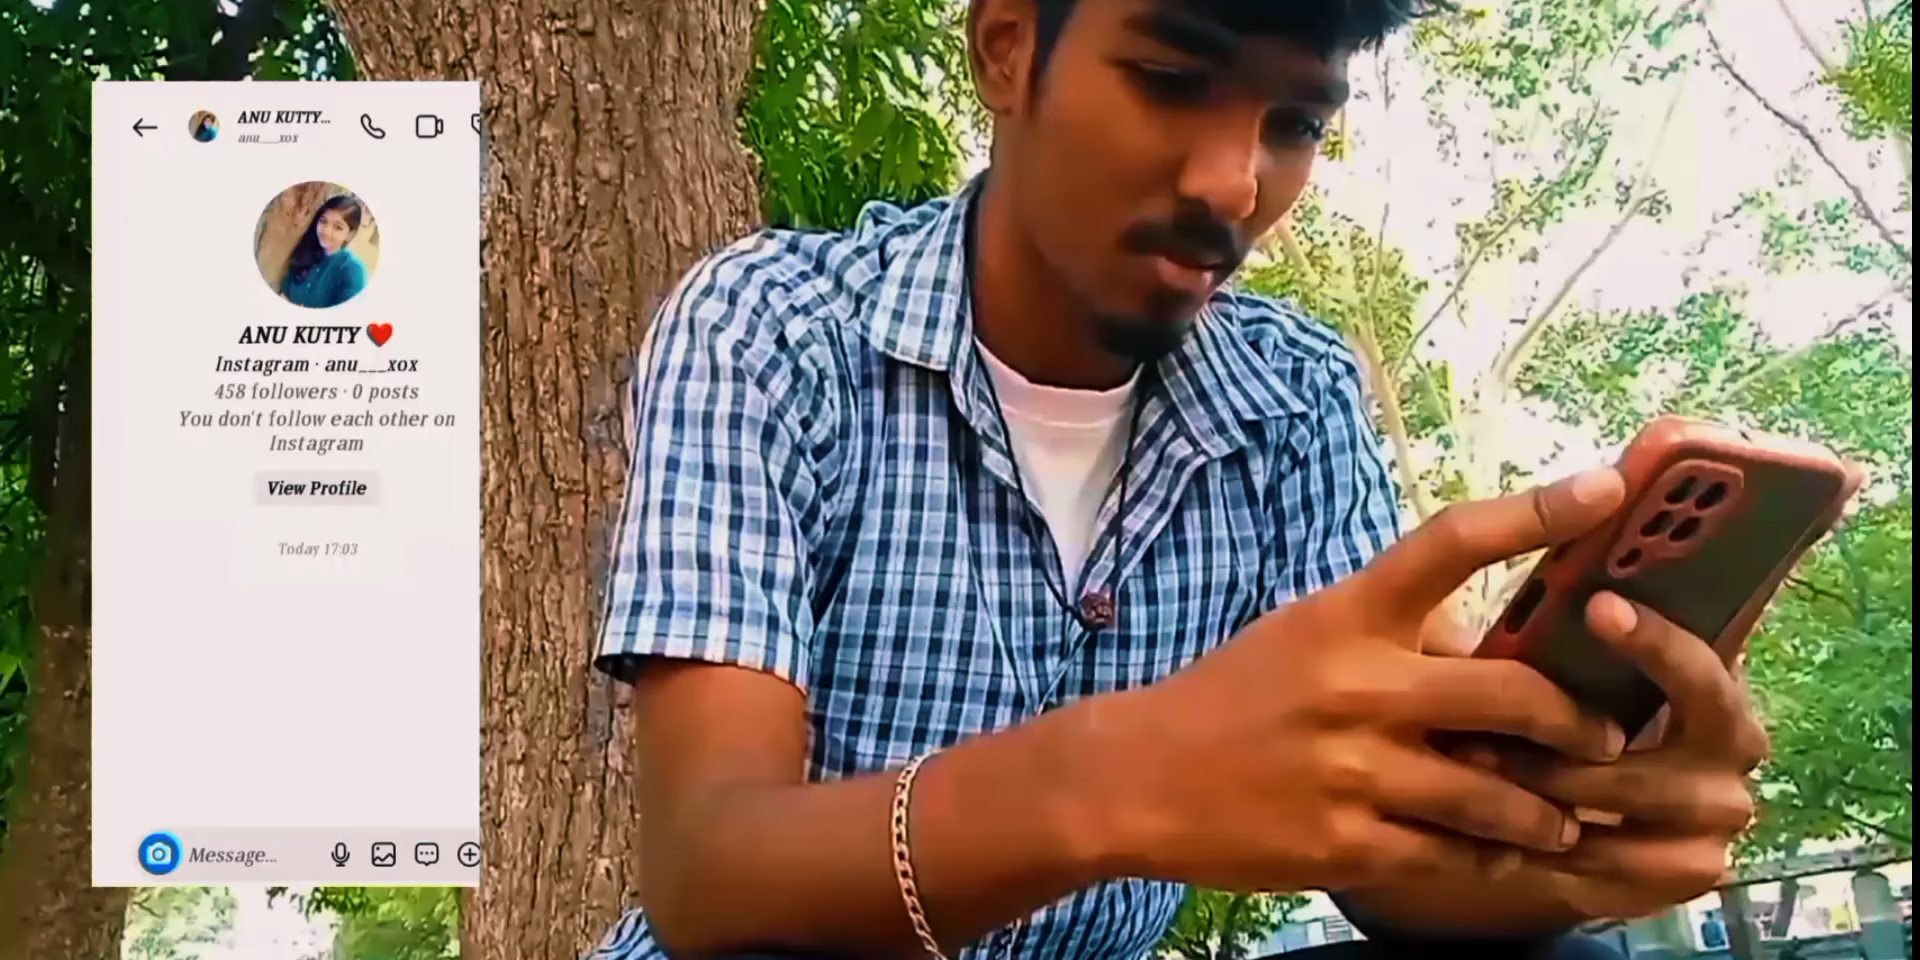 ANU KUTTY...
anu___xox
ANU KUTTY ❤️
Instagram · anu___xox
458 followers · 0 posts
You don't follow each other on
Instagram
View Profile
Today 17:03
Message...